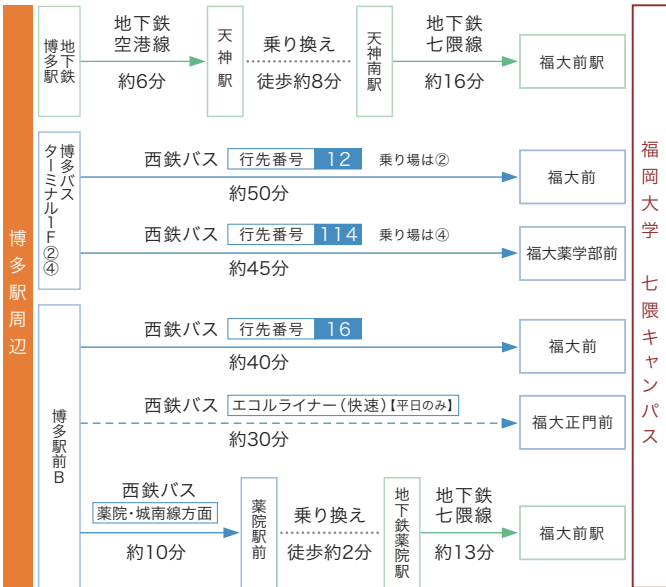 博多駅周辺
地下鉄
博多駅
地下鉄
空港線
約6分
天神駅
乗り換え
徒歩約8分
天神南駅
地下鉄
七隈線
約16分
福大前駅
博多バス
ターミナル1F
②④
西鉄バス 行先番号 12 乗り場は②
約50分
福大前
西鉄バス 行先番号 114 乗り場は④
約45分
福大薬学部前
博多駅前B
西鉄バス 行先番号 16
約40分
福大前
西鉄バス エコルライナー(快速)【平日のみ】
約30分
福大正門前
西鉄バス
薬院・城南線方面
約10分
薬院駅前
乗り換え
徒歩約2分
地下鉄薬院駅
地下鉄
七隈線
約13分
福大前駅
福岡大学 七隈キャンパス